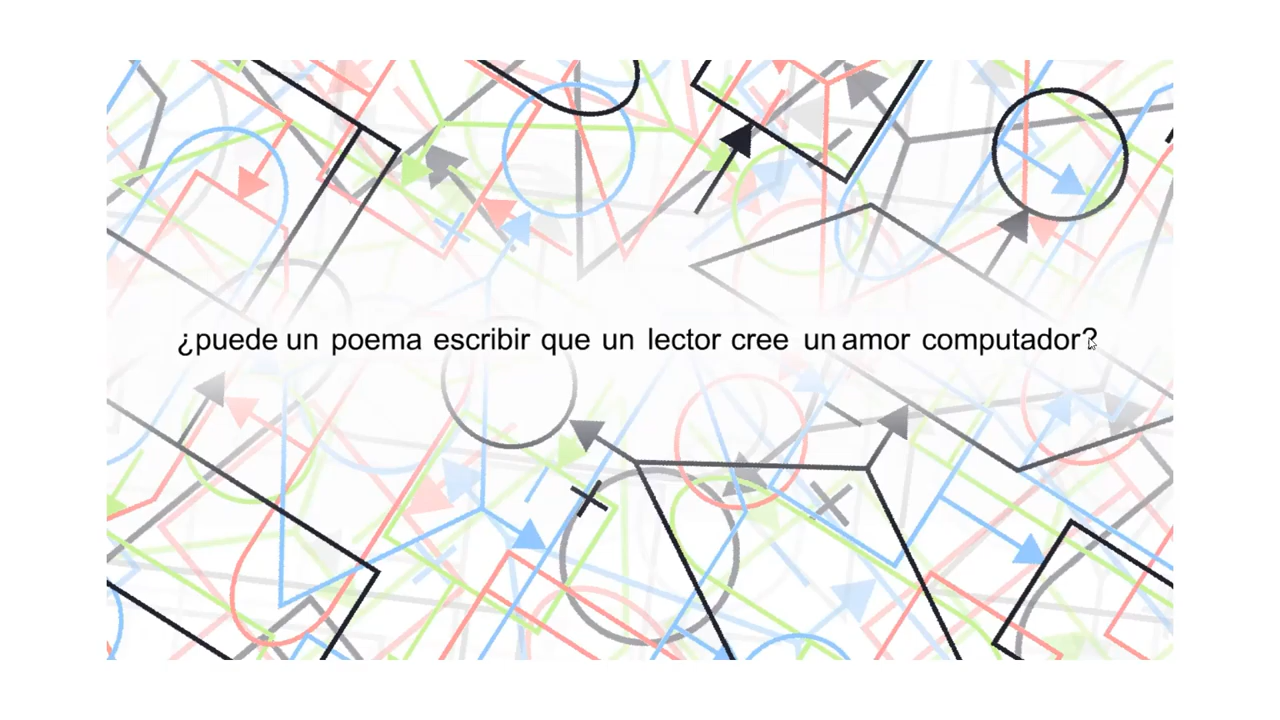 ¿puede un poema escribir que un lector cree un amor computador?